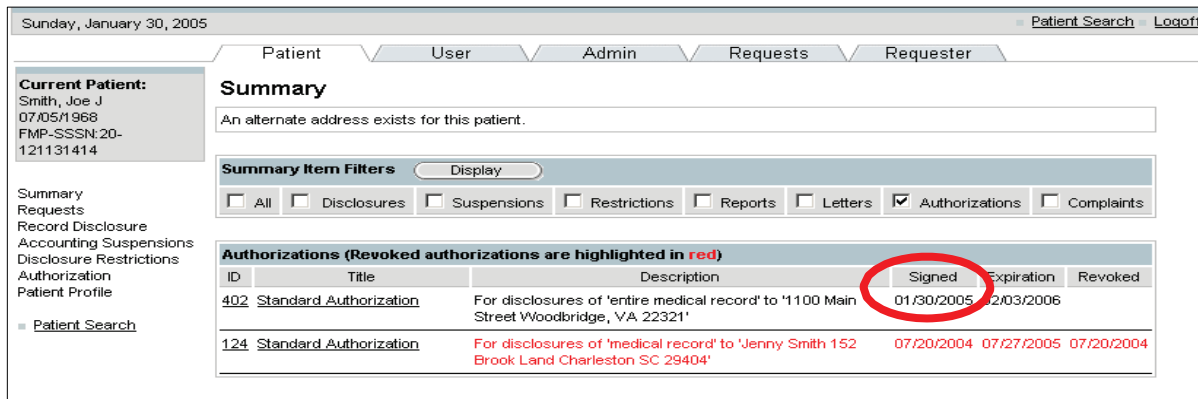 Sunday, January 30, 2005
Patient Search
Logoff
Patient
User
Admin
Requests
Requester
Current Patient:
Smith, Joe J
07/05/1968
FMP-SSSN:20-
121131414
Summary
Requests
Record Disclosure
Accounting Suspensions
Disclosure Restrictions
Authorization
Patient Profile
Patient Search
Summary
An alternate address exists for this patient.
Summary Item Filters Display
All Disclosures Suspensions Restrictions Reports Letters Authorizations Complaints
Authorizations (Revoked authorizations are highlighted in red)
ID Title Description Signed Expiration Revoked
402 Standard Authorization For disclosures of 'entire medical record' to '1100 Main 01/30/2005 02/03/2006
Street Woodbridge, VA 22321'
124 Standard Authorization For disclosures of 'medical record' to 'Jenny Smith 152 07/20/2004 07/27/2005 07/20/2004
Brook Land Charleston SC 29404'